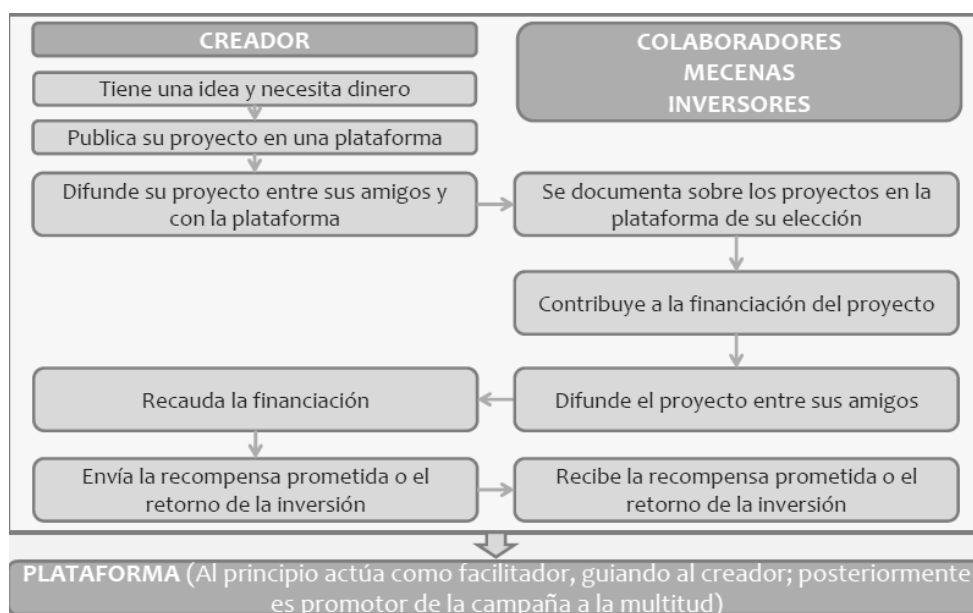 CREADOR
COLABORADORES
MECENAS
INVERSORES
Tiene una idea y necesita dinero
Publica su proyecto en una plataforma
Difunde su proyecto entre sus amigos y
con la plataforma
Se documenta sobre los proyectos en la
plataforma de su elección
Contribuye a la financiación del proyecto
Difunde el proyecto entre sus amigos
Recauda la financiación
Envía la recompensa prometida o el
retorno de la inversión
Recibe la recompensa prometida o el
retorno de la inversión
PLATAFORMA (Al principio actúa como facilitador, guiando al creador; posteriormente
es promotor de la campaña a la multitud)